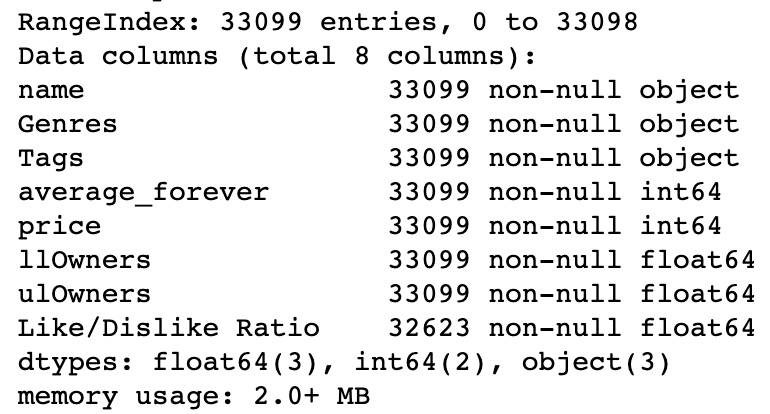 RangeIndex: 33099 entries, 0 to 33098
Data columns (total 8 columns):
name                  33099 non-null object
Genres                33099 non-null object
Tags                  33099 non-null object
average_forever       33099 non-null int64
price                 33099 non-null int64
llOwners              33099 non-null float64
ulOwners              33099 non-null float64
Like/Dislike Ratio    32623 non-null float64
dtypes: float64(3), int64(2), object(3)
memory usage: 2.0+ MB